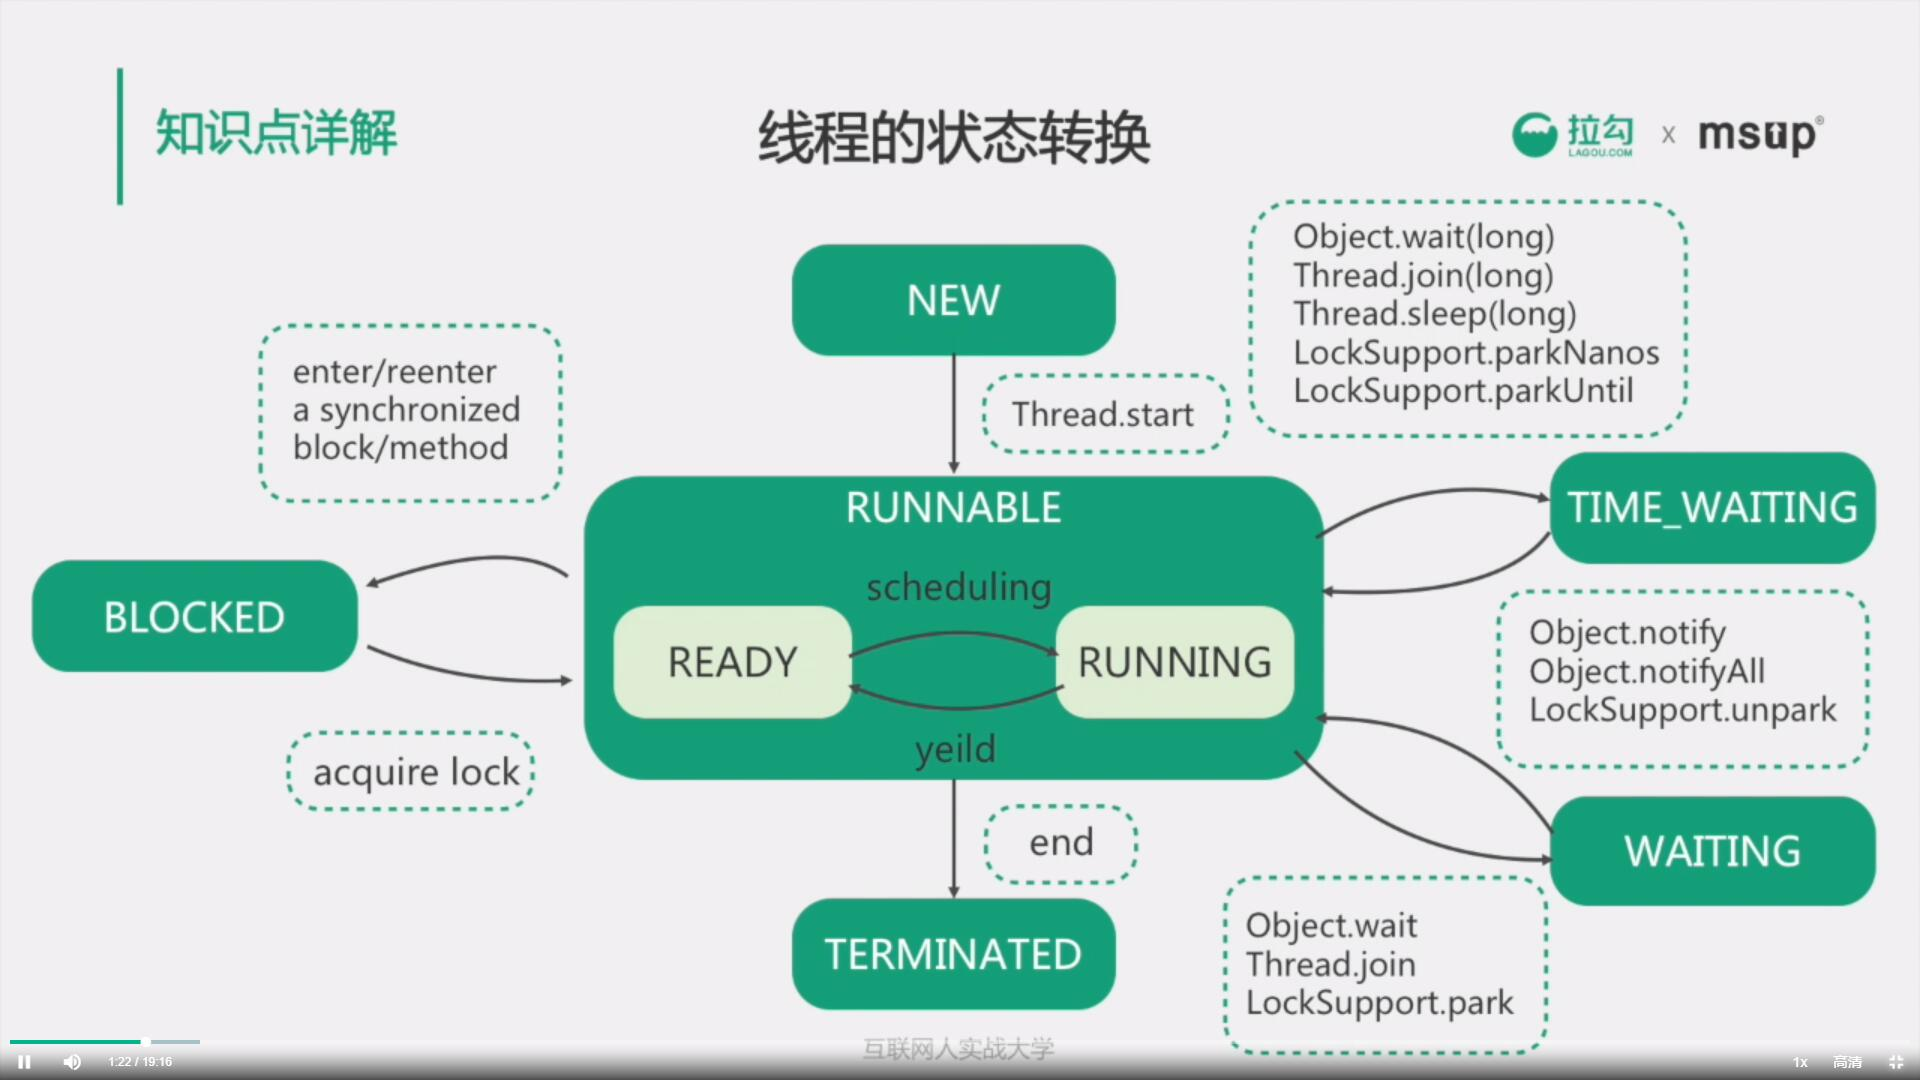 知识点详解
线程的状态转换
拉勾
LAGOU.COM
x
msup®
NEW
Thread.start
Object.wait(long)
Thread.join(long)
Thread.sleep(long)
LockSupport.parkNanos
LockSupport.parkUntil
enter/reenter
a synchronized
block/method
RUNNABLE
TIME_WAITING
BLOCKED
scheduling
READY
RUNNING
yeild
Object.notify
Object.notifyAll
LockSupport.unpark
acquire lock
end
WAITING
TERMINATED
Object.wait
Thread.join
LockSupport.park
互联网人实战大学
1:22 / 19:16
1x
高清